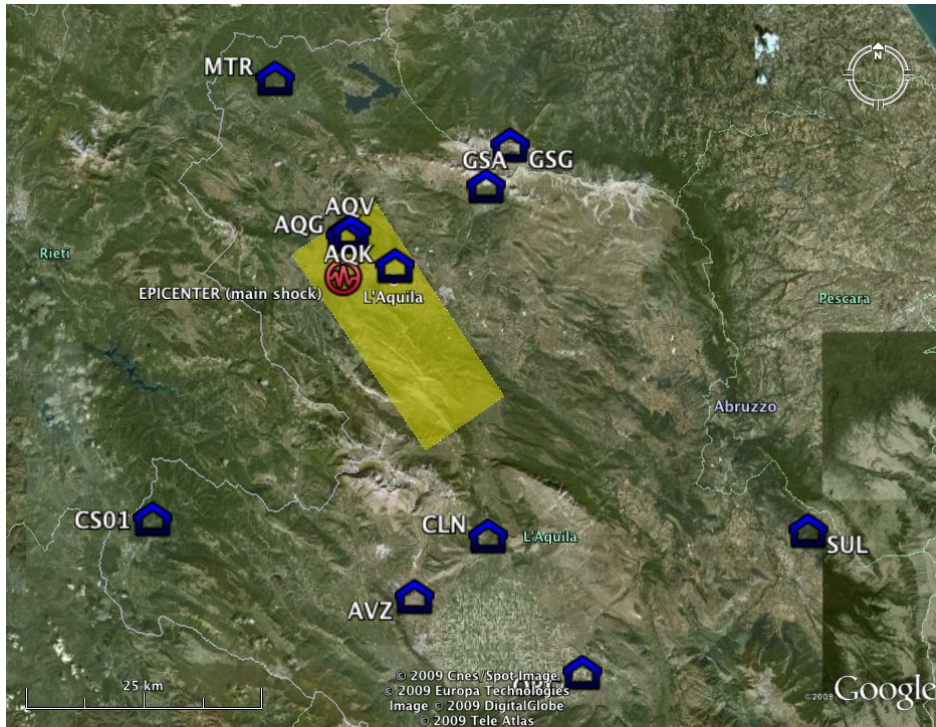 MTR
N
GSA
GSG
AQV
AQG
AQK
Rieti
EPICENTER (main shock)
L'Aquila
Pescara
Abruzzo
CS01
CLN
L'Aquila
SUL
AVZ
25 km
© 2009 Cnes/Spot Image
© 2009 Europa Technologies
Image © 2009 DigitalGlobe
© 2009 Tele Atlas
©2009 Google